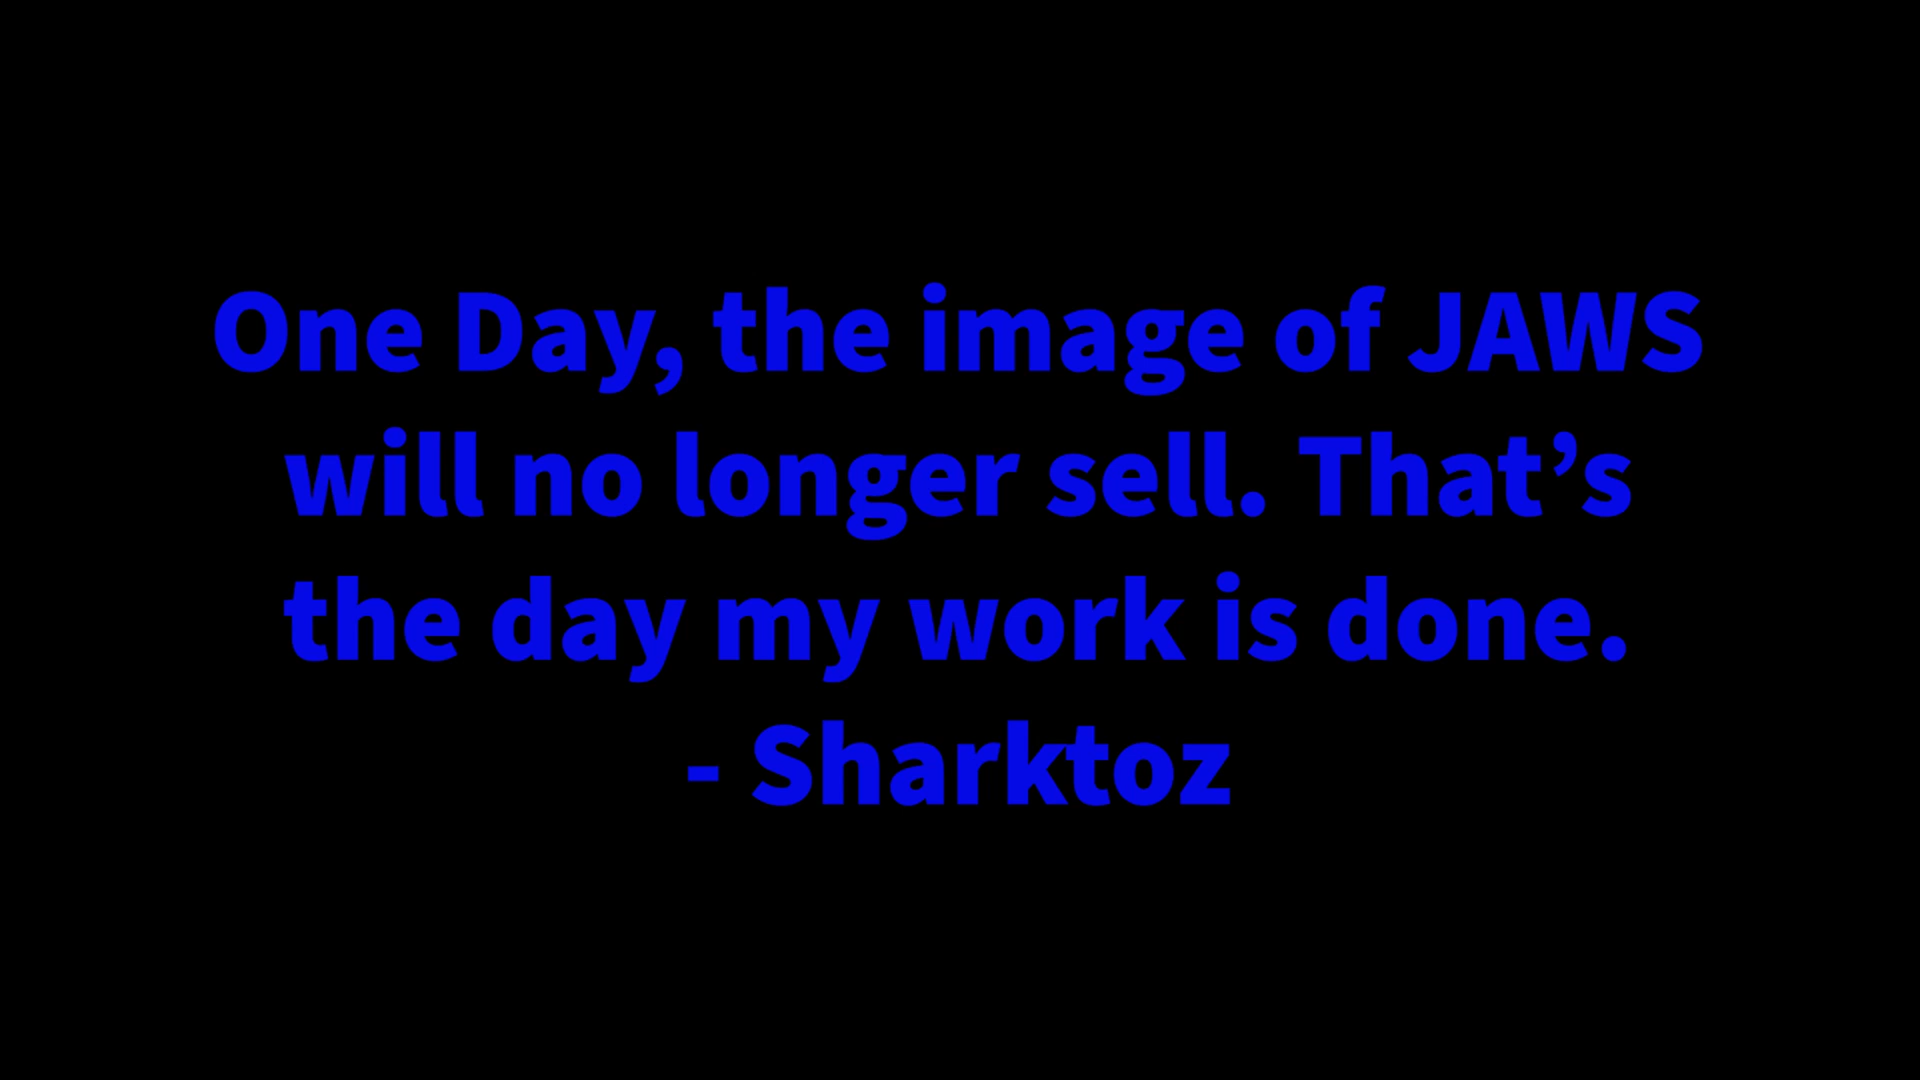 One Day, the image of JAWS
will no longer sell. That’s
the day my work is done.
- Sharktoz